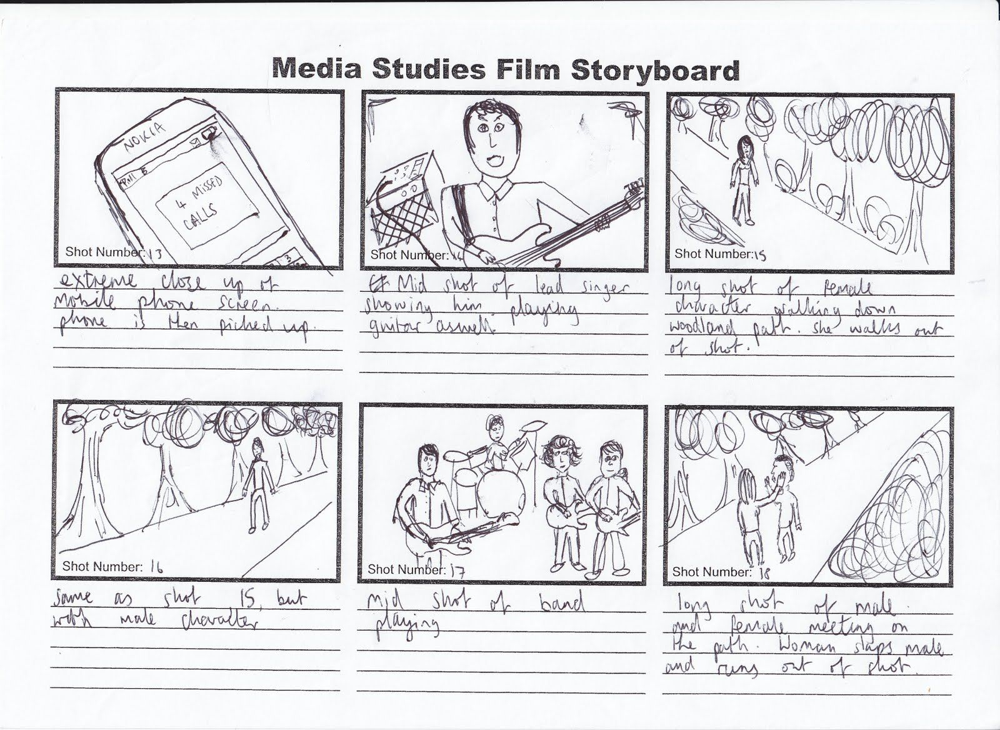 Media Studies Film Storyboard
NOKIA
4 MISSED
CALLS
Shot Number: 13
extreme close up of
mobile phone screen.
phone is then picked up.
Shot Number: 14
Mid shot of lead singer
showing him playing
guitar aswell.
Shot Number: 15
long shot of female
character walking down
woodland path. she walks out
of shot.
Shot Number: 16
same as shot 15, but
with male character
Shot Number: 17
mid shot of band
playing
Shot Number: 18
long shot of male
and female meeting on
the path. Woman slaps male
and runs out of shot.